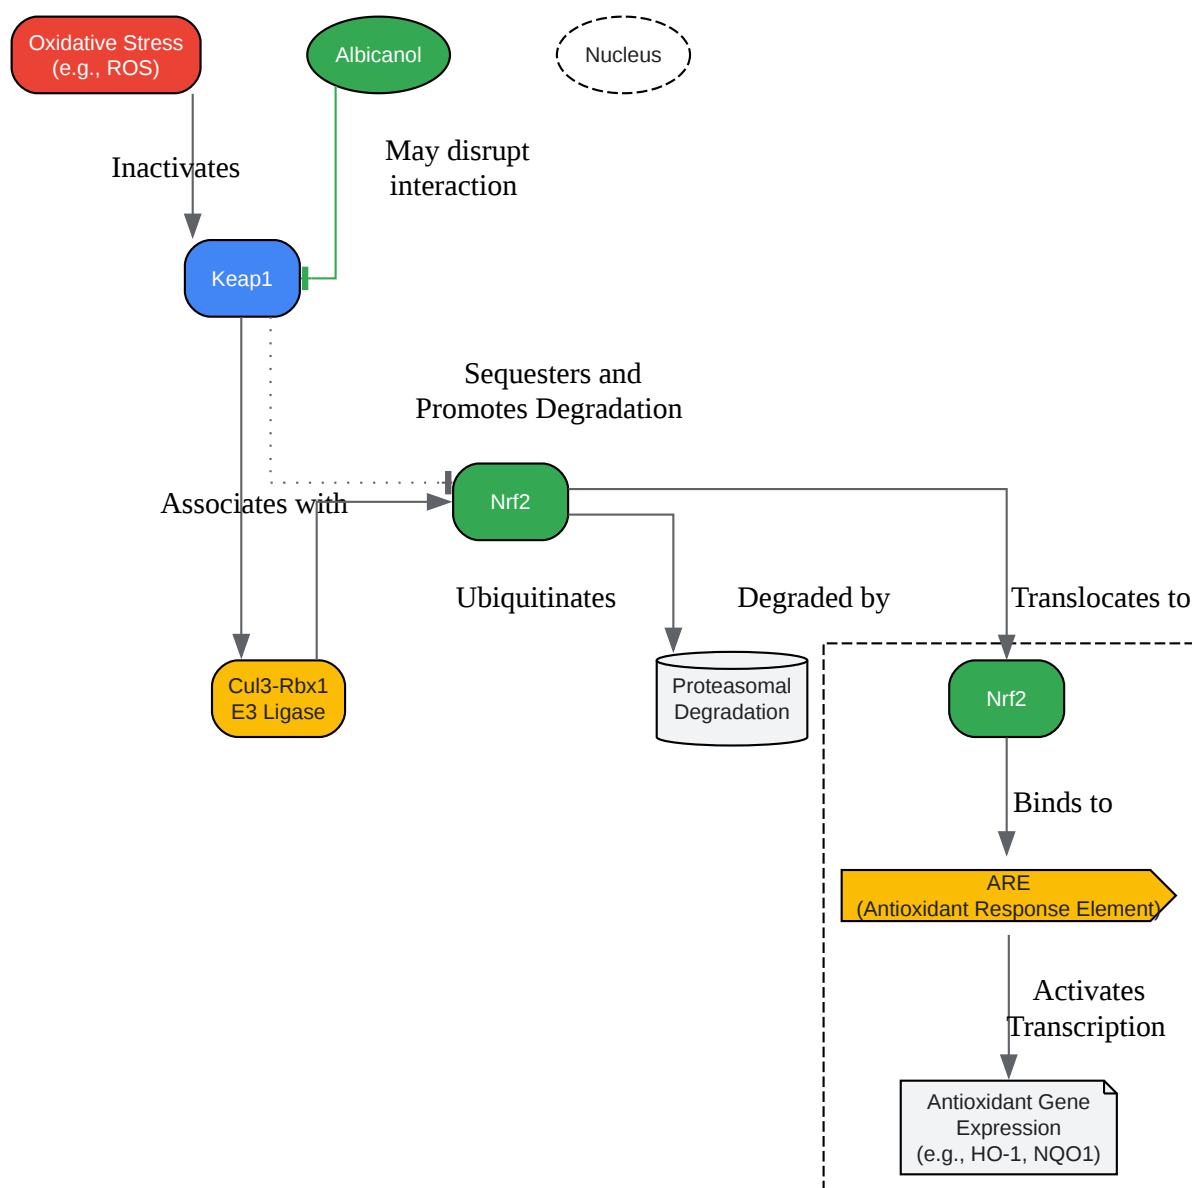 Oxidative Stress
(e.g., ROS)
Albicanol
Nucleus
Inactivates
May disrupt
interaction
Keap1
Sequesters and
Promotes Degradation
Associates with
Nrf2
Ubiquitinates
Degraded by
Translocates to
Cul3-Rbx1
E3 Ligase
Proteasomal
Degradation
Nrf2
Binds to
ARE
(Antioxidant Response Element)
Activates
Transcription
Antioxidant Gene
Expression
(e.g., HO-1, NQO1)